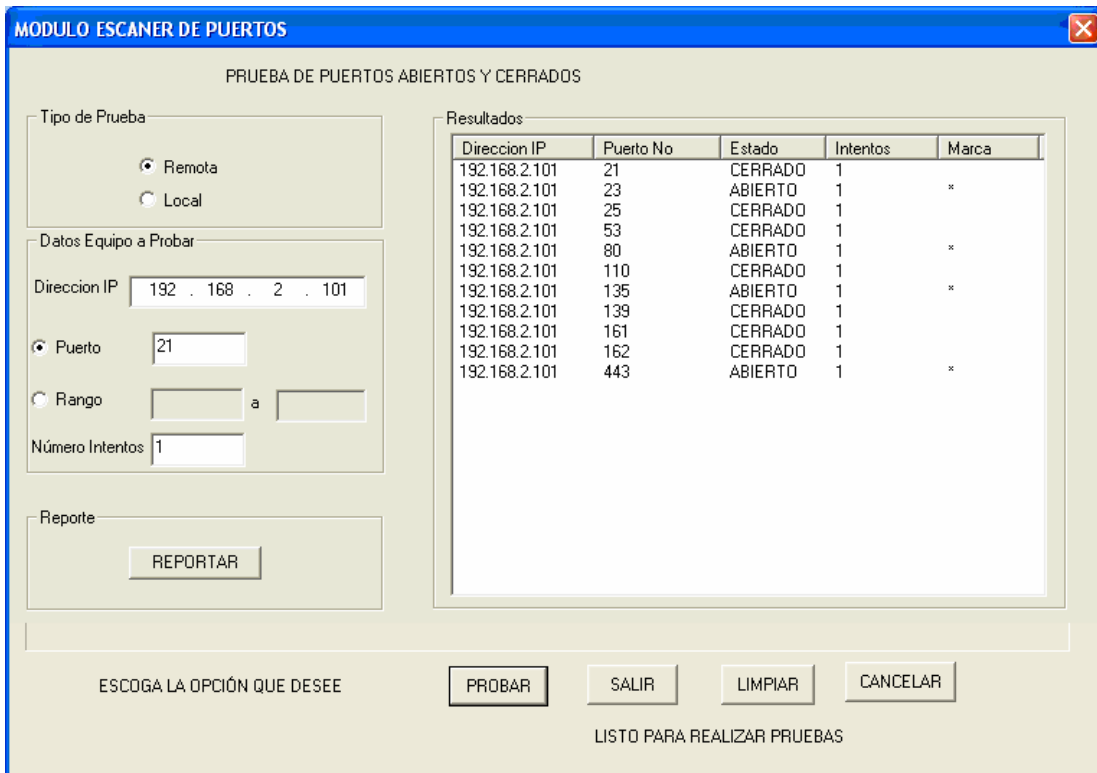 MODULO ESCANER DE PUERTOS
PRUEBA DE PUERTOS ABIERTOS Y CERRADOS
Tipo de Prueba
Remota
Local
Datos Equipo a Probar
Direccion IP 192 . 168 . 2 . 101
Puerto 21
Rango a
Número Intentos 1
Reporte
REPORTAR
Resultados
Direccion IP Puerto No Estado Intentos Marca
192.168.2.101 21 CERRADO 1
192.168.2.101 23 ABIERTO 1 *
192.168.2.101 25 CERRADO 1
192.168.2.101 53 CERRADO 1
192.168.2.101 80 ABIERTO 1 *
192.168.2.101 110 CERRADO 1
192.168.2.101 135 ABIERTO 1 *
192.168.2.101 139 CERRADO 1
192.168.2.101 161 CERRADO 1
192.168.2.101 162 CERRADO 1
192.168.2.101 443 ABIERTO 1 *
ESCOGA LA OPCIÓN QUE DESEE
PROBAR SALIR LIMPIAR CANCELAR
LISTO PARA REALIZAR PRUEBAS